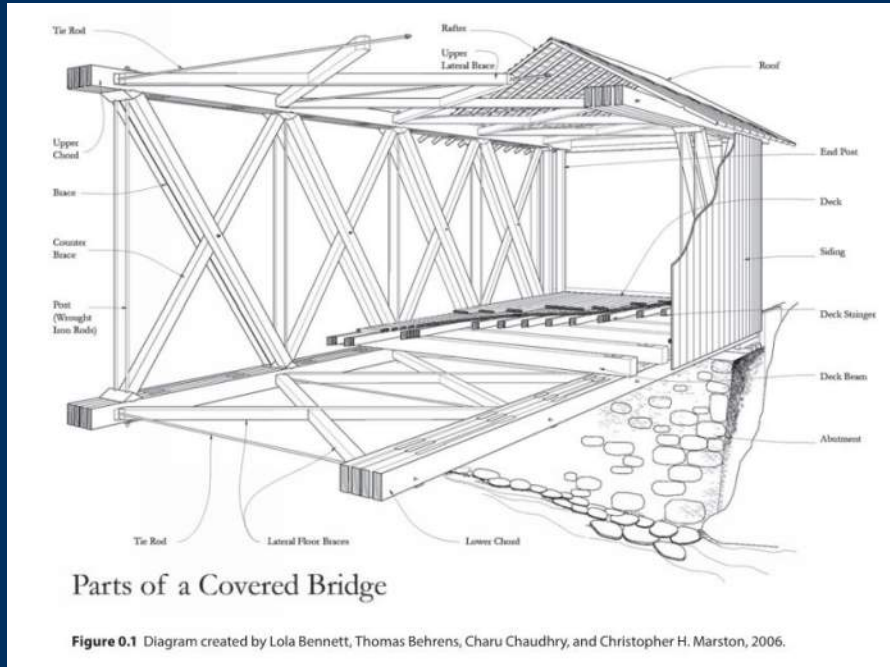 Tie Rod
Rafter
Upper
Lateral Brace
Roof
Upper
Chord
Brace
Counter
Brace
Post
(Wrought
Iron Rods)
End Post
Deck
Siding
Deck Stringer
Deck Beam
Abutment
Tie Rod
Lateral Floor Braces
Lower Chord
Parts of a Covered Bridge
Figure 0.1 Diagram created by Lola Bennett, Thomas Behrens, Charu Chaudhry, and Christopher H. Marston, 2006.